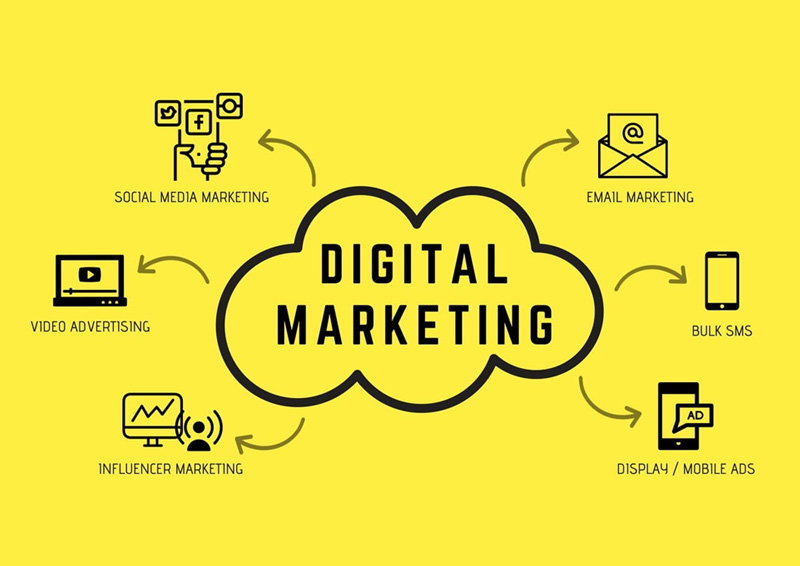 DIGITAL
MARKETING
SOCIAL MEDIA MARKETING
@
EMAIL MARKETING
VIDEO ADVERTISING
BULK SMS
INFLUENCER MARKETING
AD
DISPLAY / MOBILE ADS